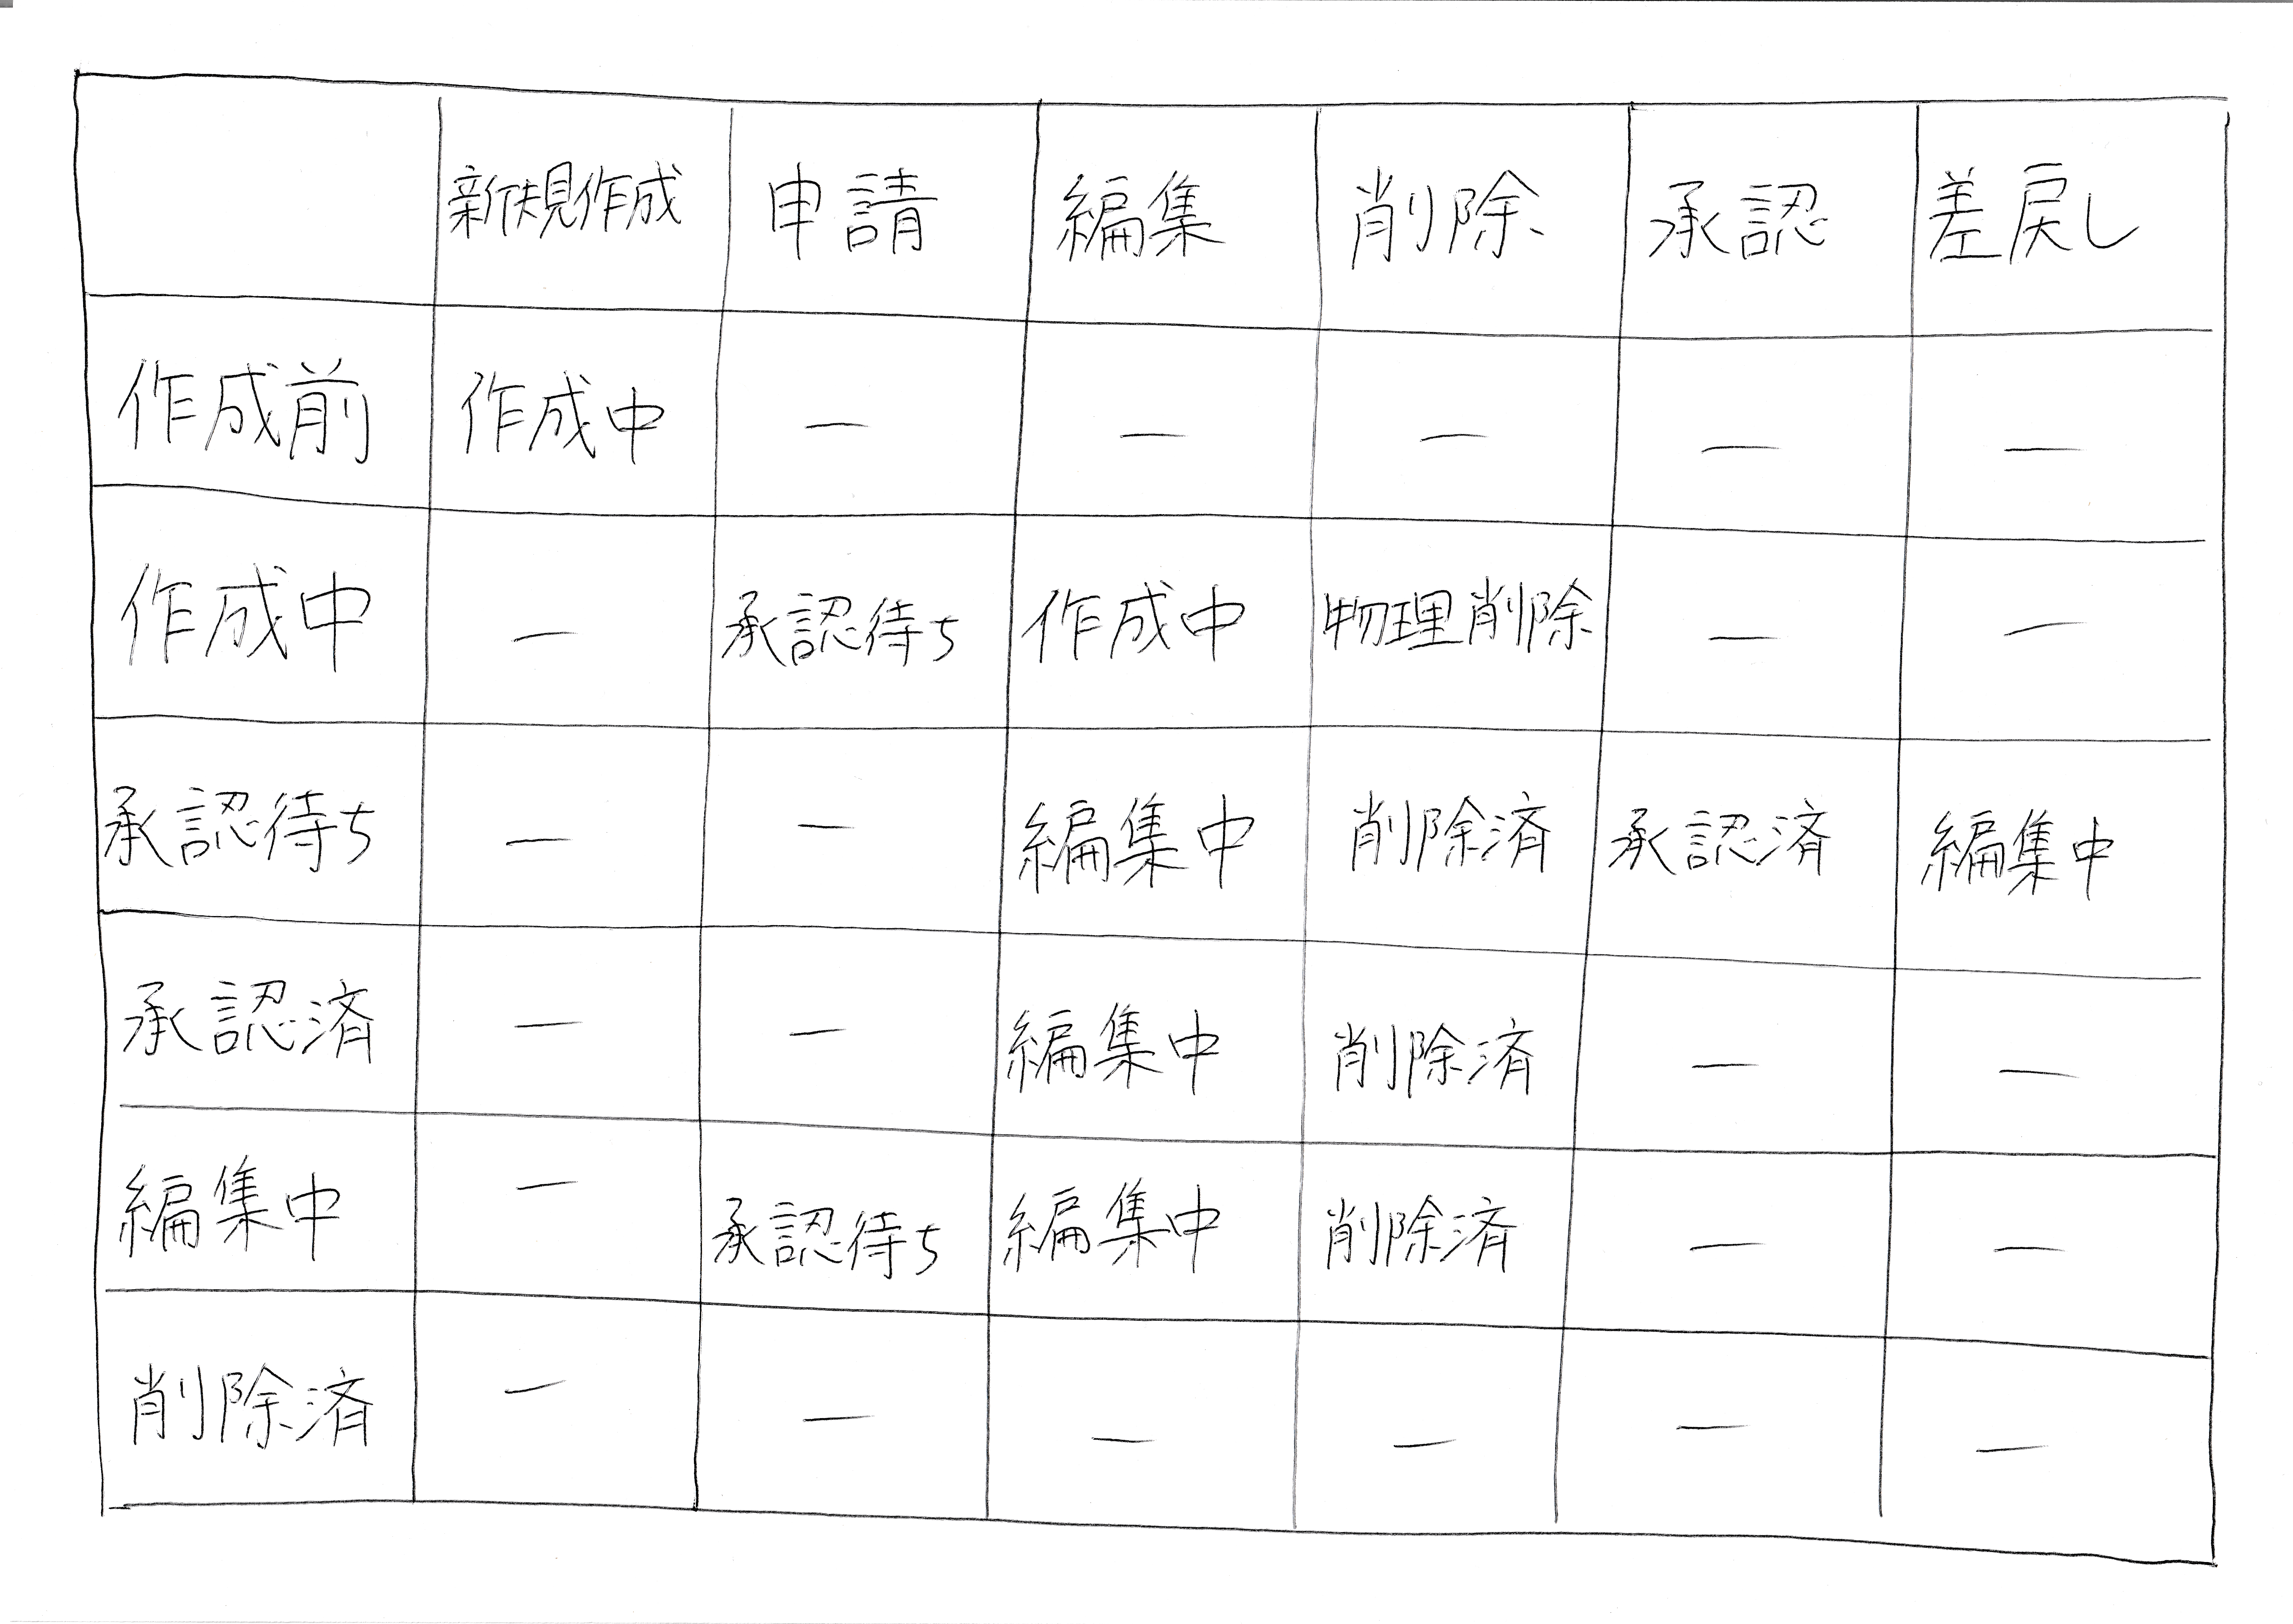 新規作成 申請 編集 削除 承認 差戻し
作成前 作成中 — — — — —
作成中 — 承認待ち 作成中 物理削除 — —
承認待ち — — 編集中 削除済 承認済 編集中
承認済 — — 編集中 削除済 — —
編集中 — 承認待ち 編集中 削除済 — —
削除済 — — — — — —